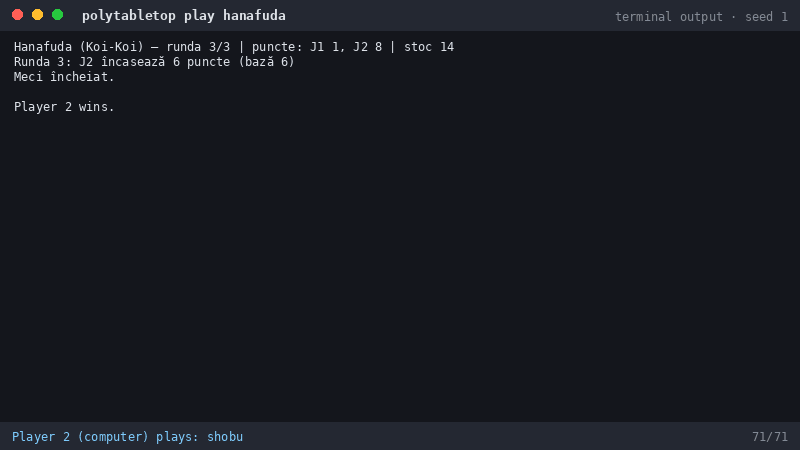 polytabletop play hanafuda
terminal output · seed 1
Hanafuda (Koi-Koi) — runda 3/3 | puncte: J1 1, J2 8 | stoc 14
Runda 3: J2 încasează 6 puncte (bază 6)
Meci încheiat.
Player 2 wins.
Player 2 (computer) plays: shobu
71/71